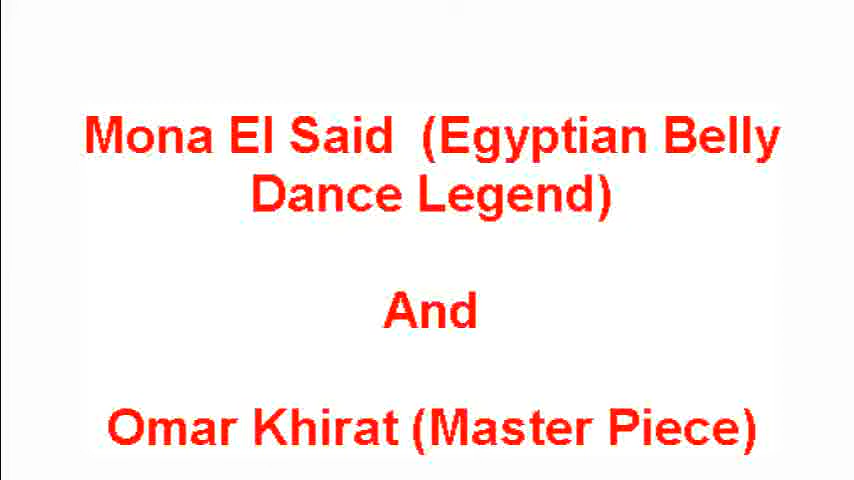 Mona El Said  (Egyptian Belly
Dance Legend)
And
Omar Khirat (Master Piece)